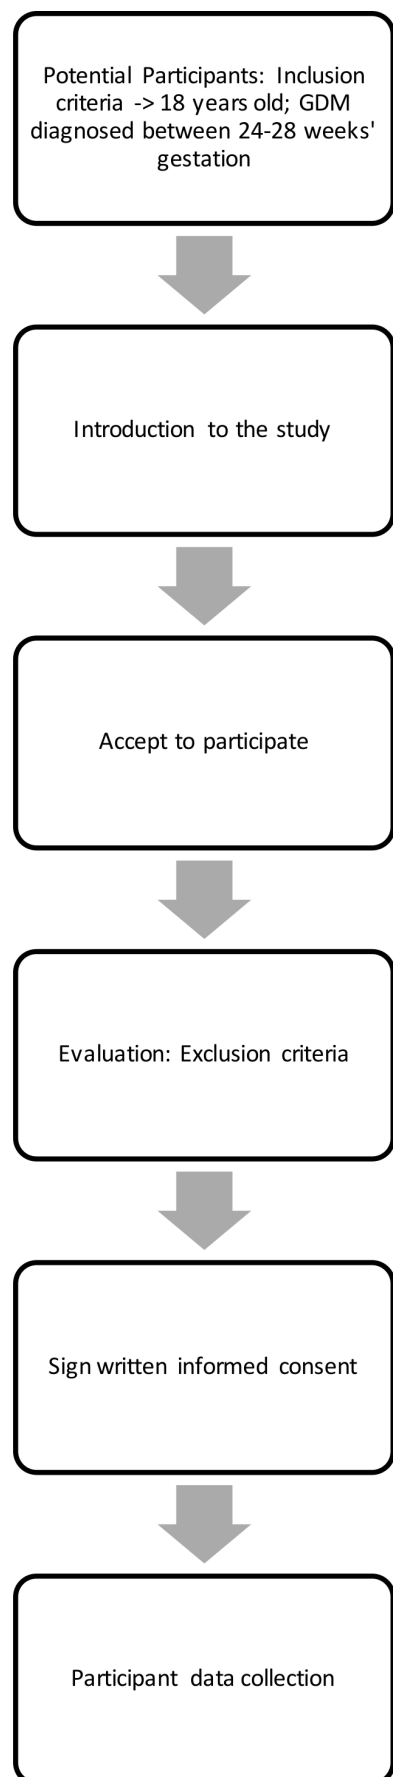 Potential Participants: Inclusion
criteria -> 18 years old; GDM
diagnosed between 24-28 weeks'
gestation
Introduction to the study
Accept to participate
Evaluation: Exclusion criteria
Sign written informed consent
Participant data collection